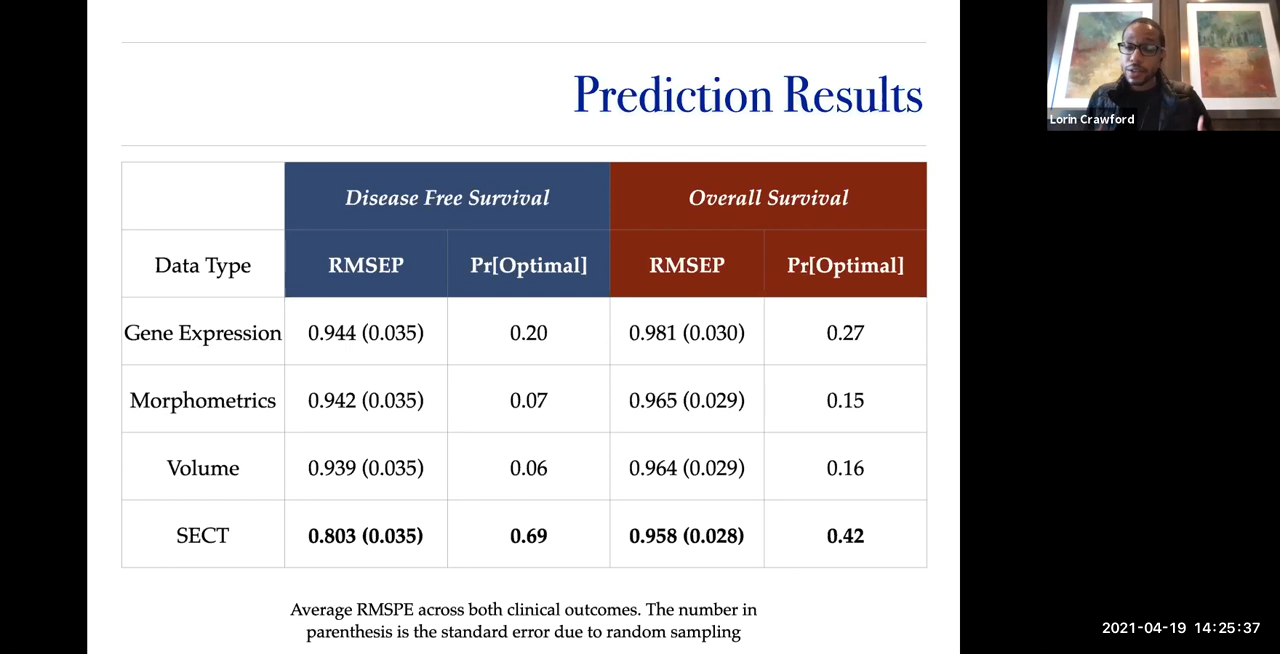 Prediction Results
Lorin Crawford
Disease Free Survival Overall Survival
Data Type RMSEP Pr[Optimal] RMSEP Pr[Optimal]
Gene Expression 0.944 (0.035) 0.20 0.981 (0.030) 0.27
Morphometrics 0.942 (0.035) 0.07 0.965 (0.029) 0.15
Volume 0.939 (0.035) 0.06 0.964 (0.029) 0.16
SECT 0.803 (0.035) 0.69 0.958 (0.028) 0.42
Average RMSPE across both clinical outcomes. The number in
parenthesis is the standard error due to random sampling
2021-04-19 14:25:37